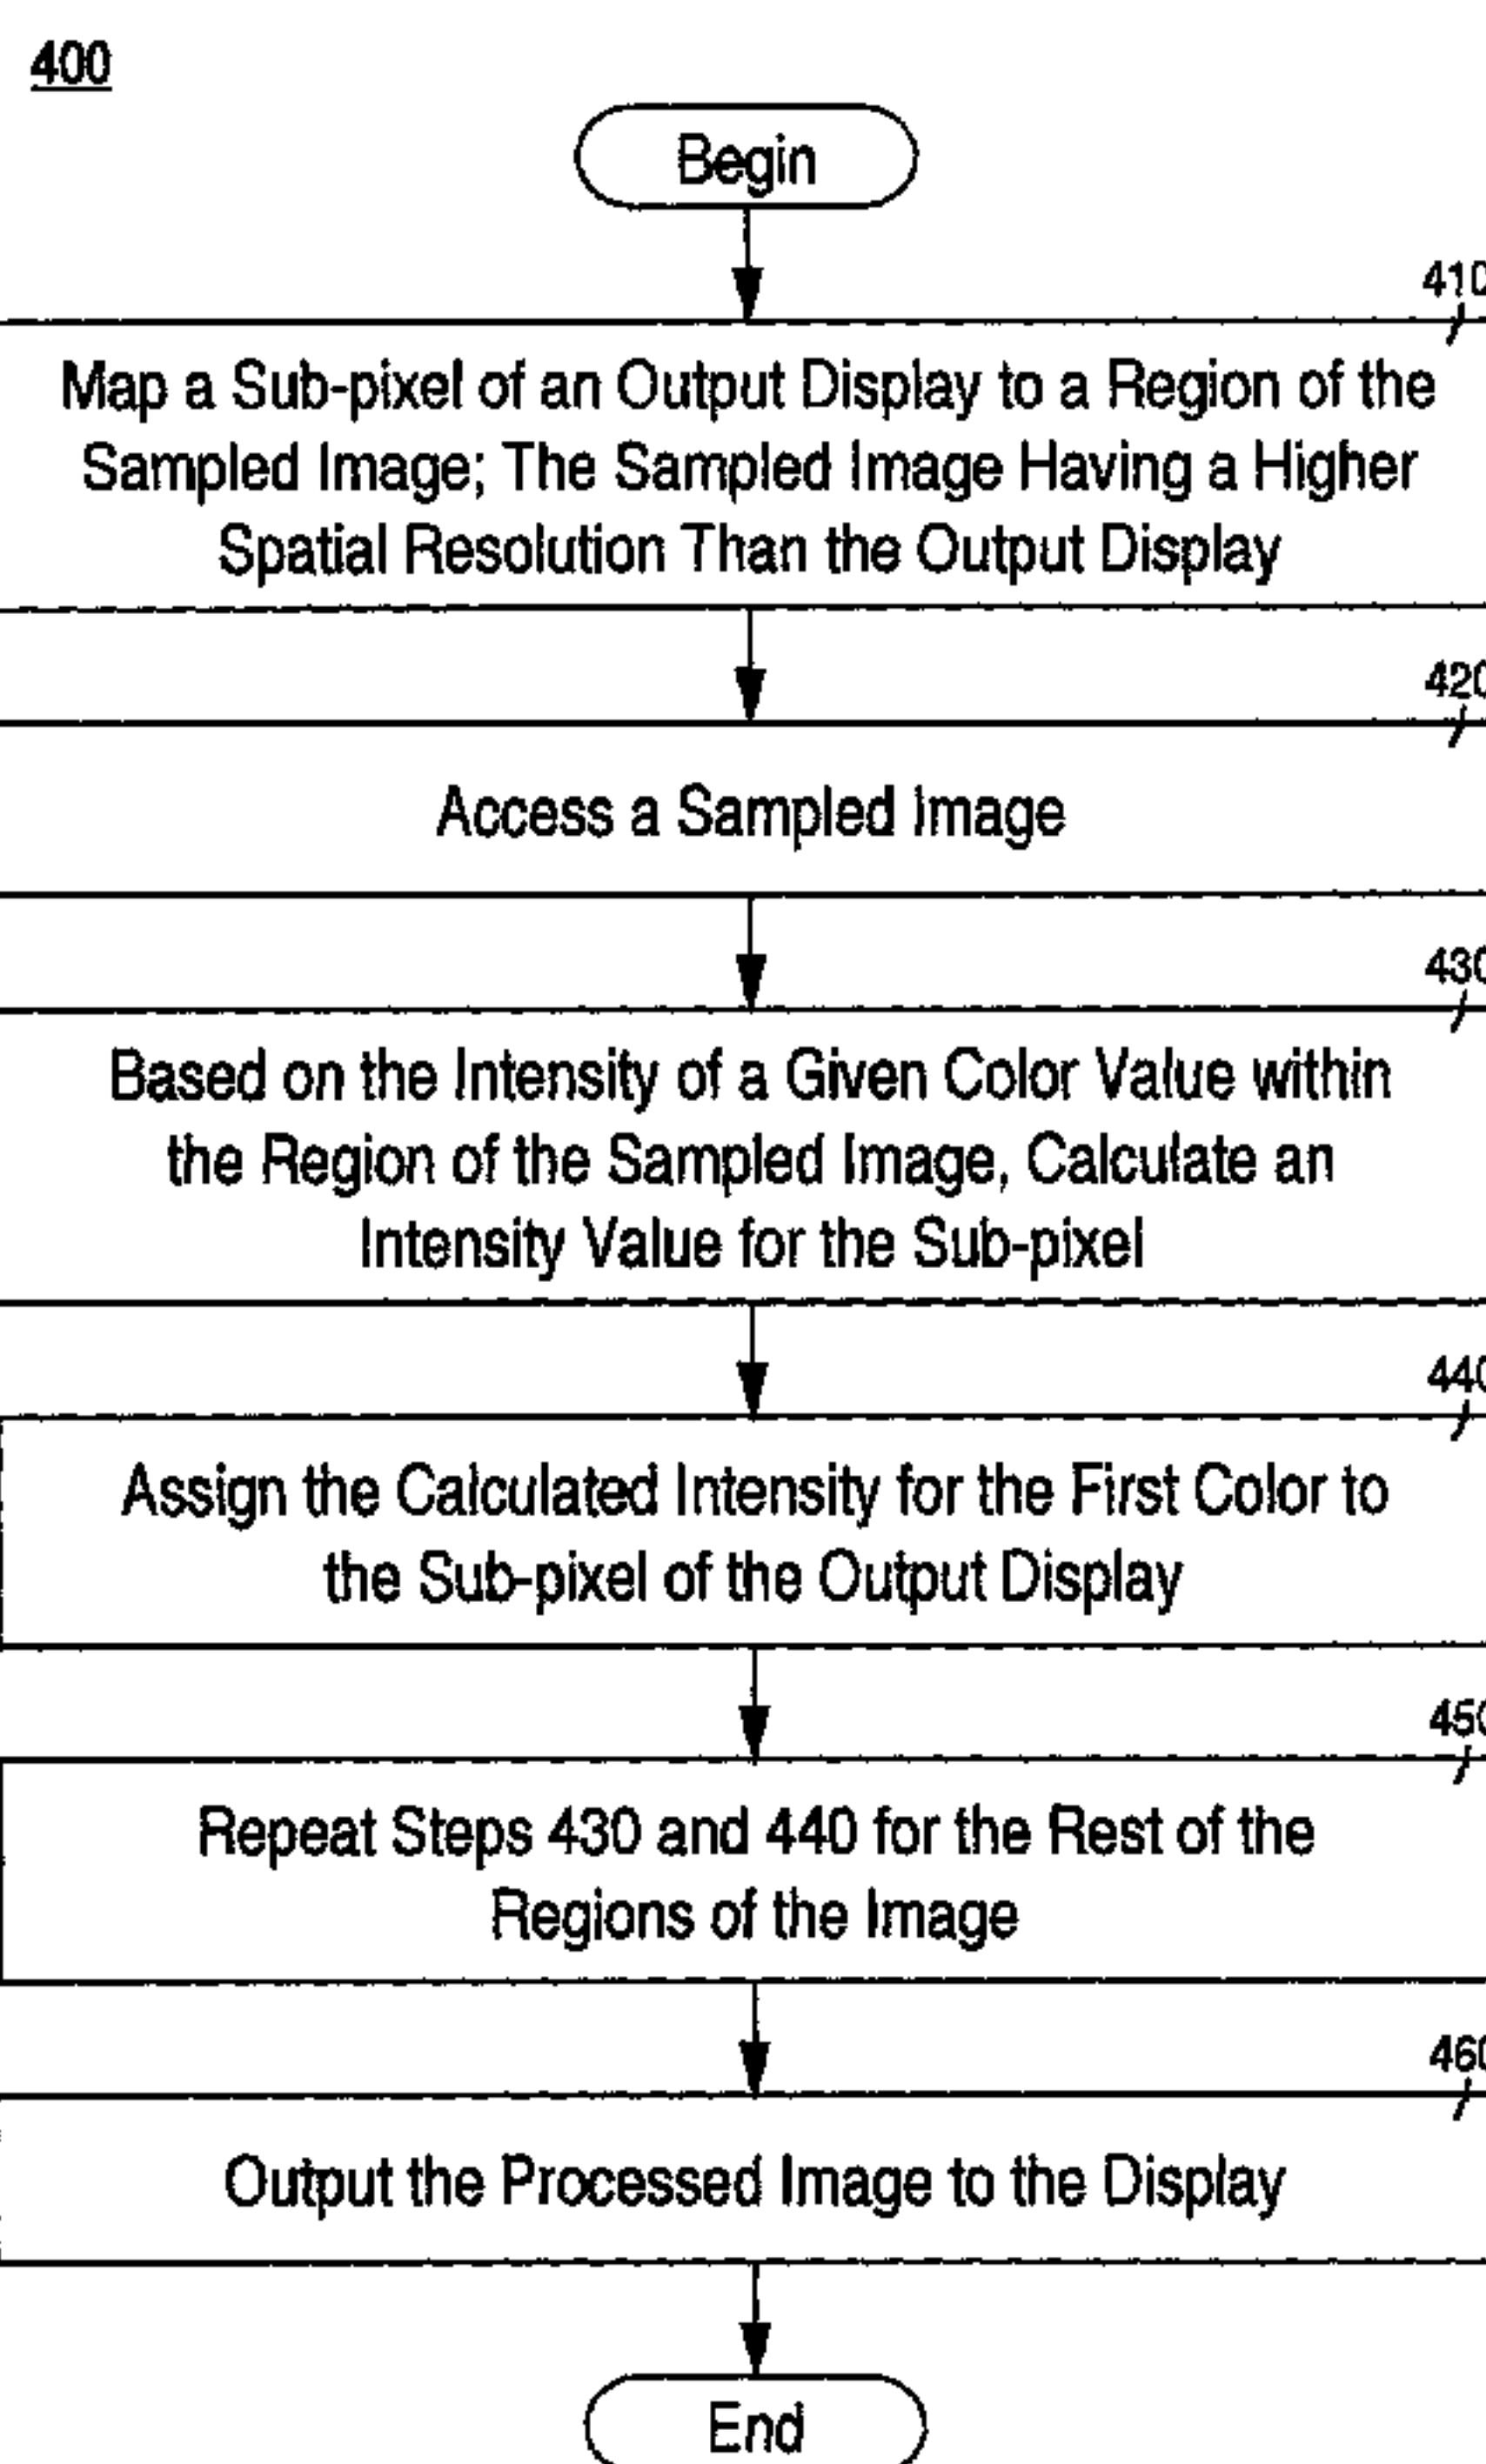 400
Begin
410
Map a Sub-pixel of an Output Display to a Region of the
Sampled Image; The Sampled Image Having a Higher
Spatial Resolution Than the Output Display
420
Access a Sampled Image
430
Based on the Intensity of a Given Color Value within
the Region of the Sampled Image, Calculate an
Intensity Value for the Sub-pixel
440
Assign the Calculated Intensity for the First Color to
the Sub-pixel of the Output Display
450
Repeat Steps 430 and 440 for the Rest of the
Regions of the Image
460
Output the Processed Image to the Display
End